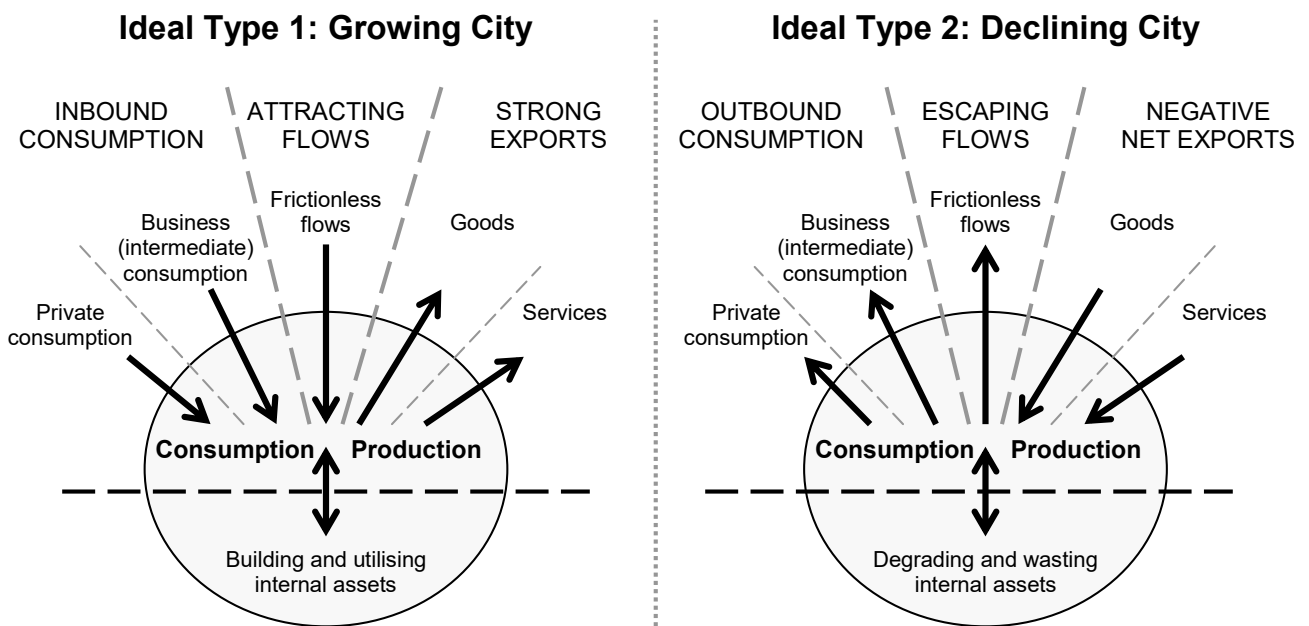 Ideal Type 1: Growing City
INBOUND
CONSUMPTION
ATTRACTING
FLOWS
STRONG
EXPORTS
Frictionless
flows
Business
(intermediate)
consumption
Goods
Private
consumption
Services
Consumption
Production
Building and utilising
internal assets
Ideal Type 2: Declining City
OUTBOUND
CONSUMPTION
ESCAPING
FLOWS
NEGATIVE
NET EXPORTS
Frictionless
flows
Business
(intermediate)
consumption
Goods
Private
consumption
Services
Consumption
Production
Degrading and wasting
internal assets